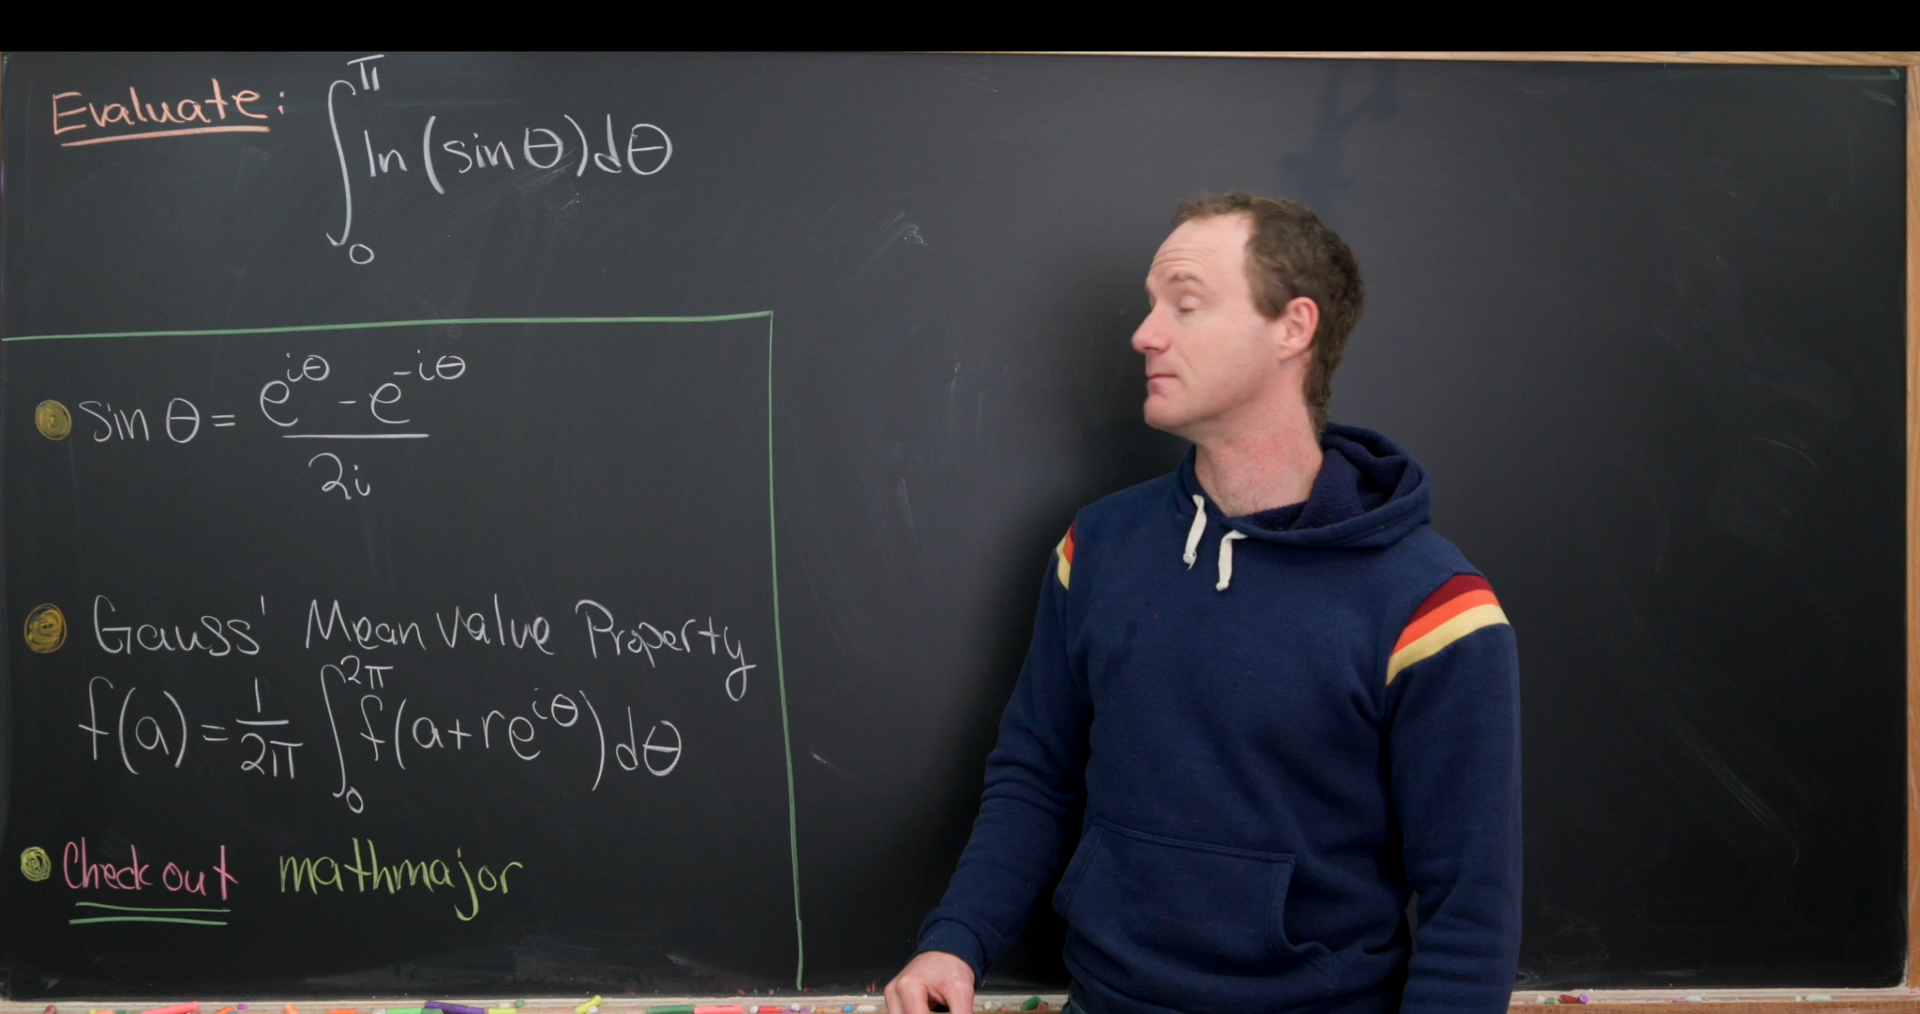 Evaluate: ∫₀^π ln(sin θ)dθ
sin θ = (e^{iθ} - e^{-iθ})/2i
Gauss' Mean value Property
f(a) = 1/2π ∫₀^{2π} f(a+re^{iθ})dθ
Check out mathmajor